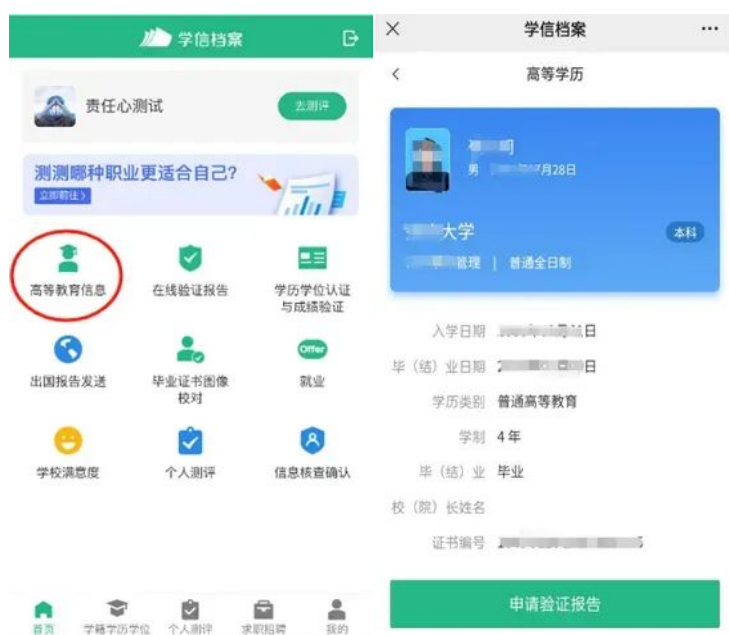 学信档案
责任心测试
去测评
测测哪种职业更适合自己?
立即前往>
高等教育信息
在线验证报告
学历学位认证
与成绩验证
出国报告发送
毕业证书图像
校对
Offer
就业
学校满意度
个人测评
信息核查确认
首页
学籍学历学位
个人测评
求职招聘
我的
学信档案
高等学历
男 月28日
大学
本科
管理 | 普通全日制
入学日期 日
毕（结）业日期 2 日
学历类别 普通高等教育
学制 4 年
毕（结）业 毕业
校（院）长姓名
证书编号
申请验证报告